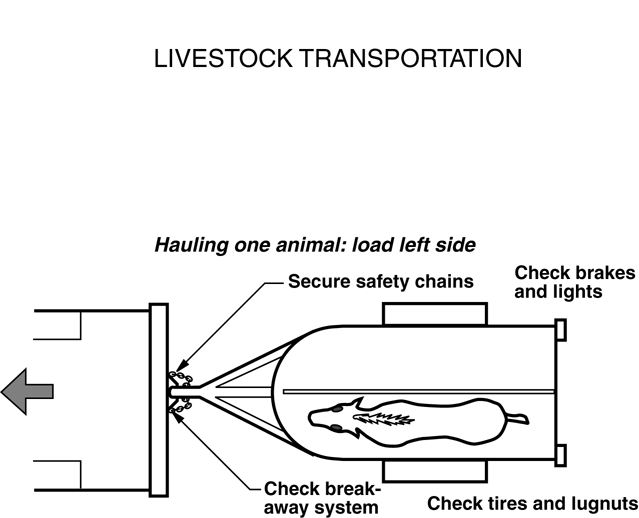 LIVESTOCK TRANSPORTATION
Hauling one animal: load left side
Secure safety chains
Check brakes
and lights
Check break-
away system
Check tires and lugnuts